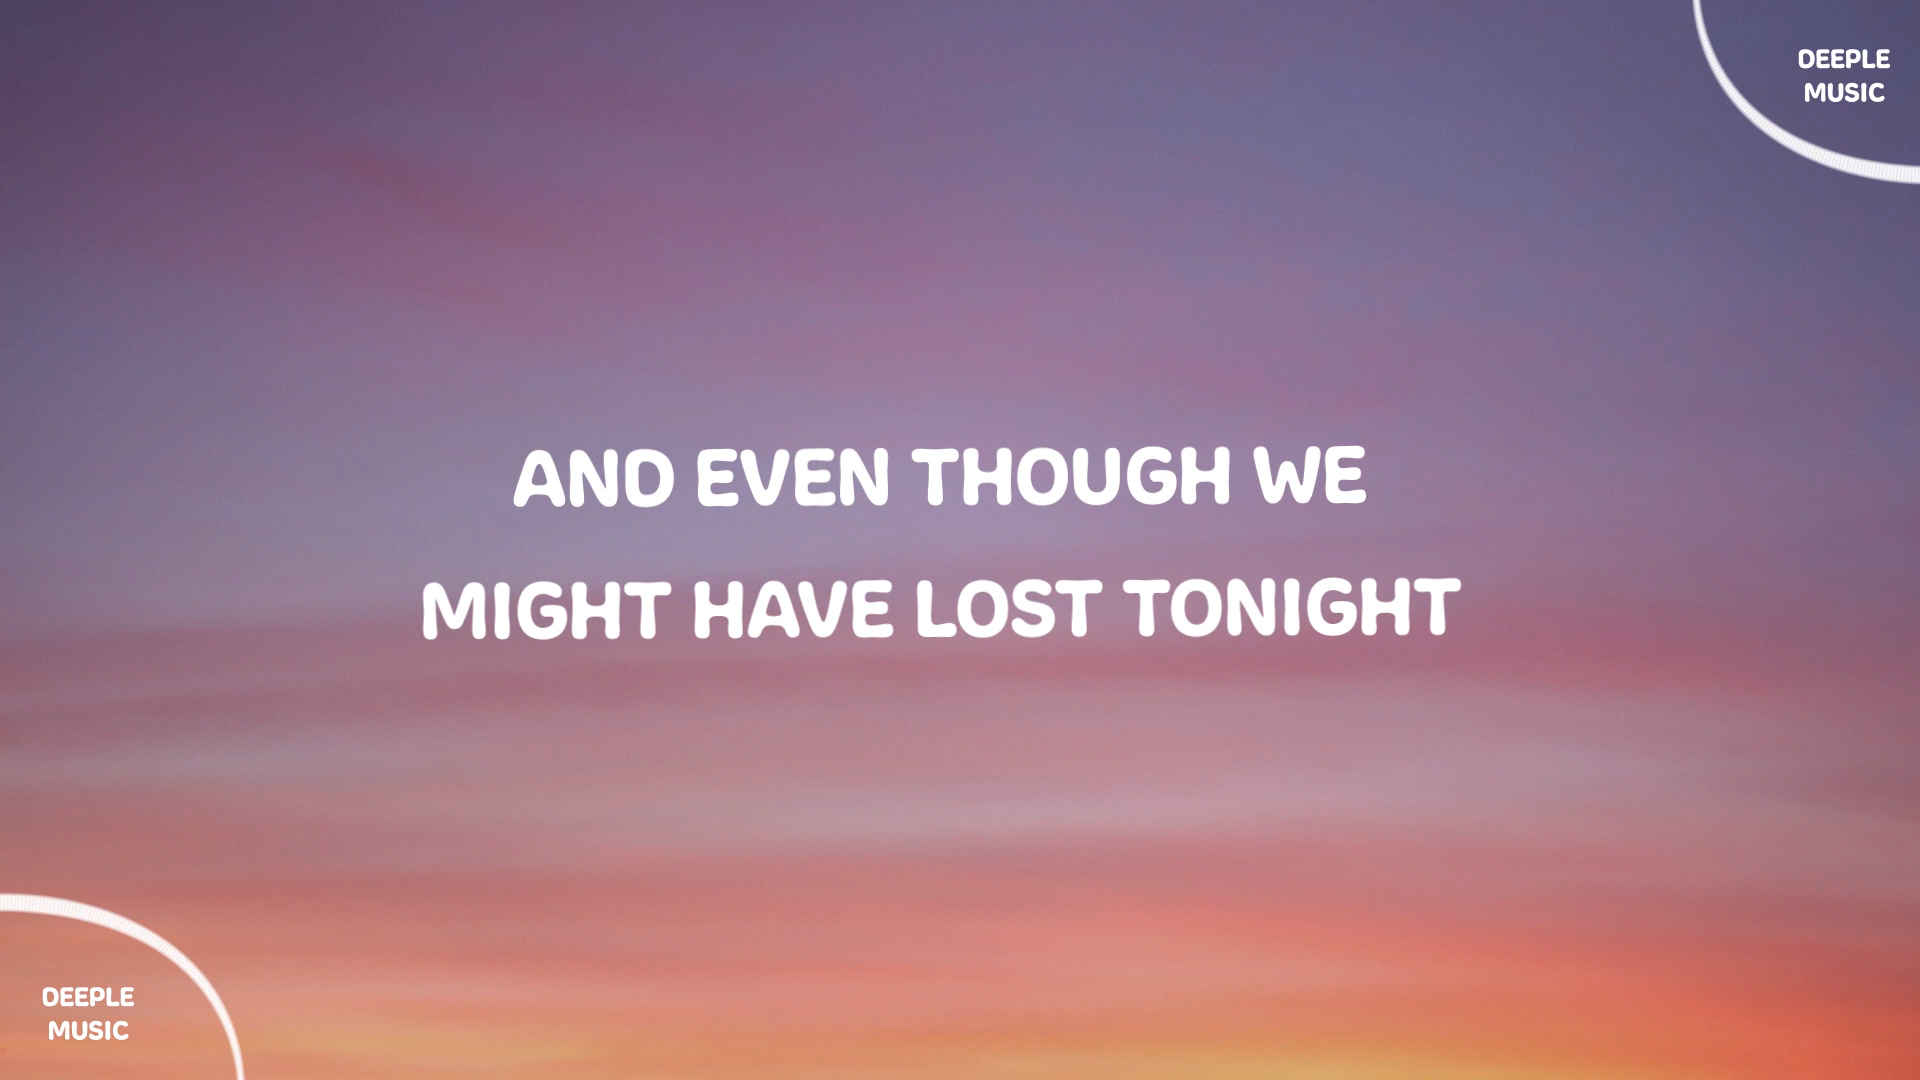 DEEPLE
MUSIC
AND EVEN THOUGH WE
MIGHT HAVE LOST TONIGHT
DEEPLE
MUSIC